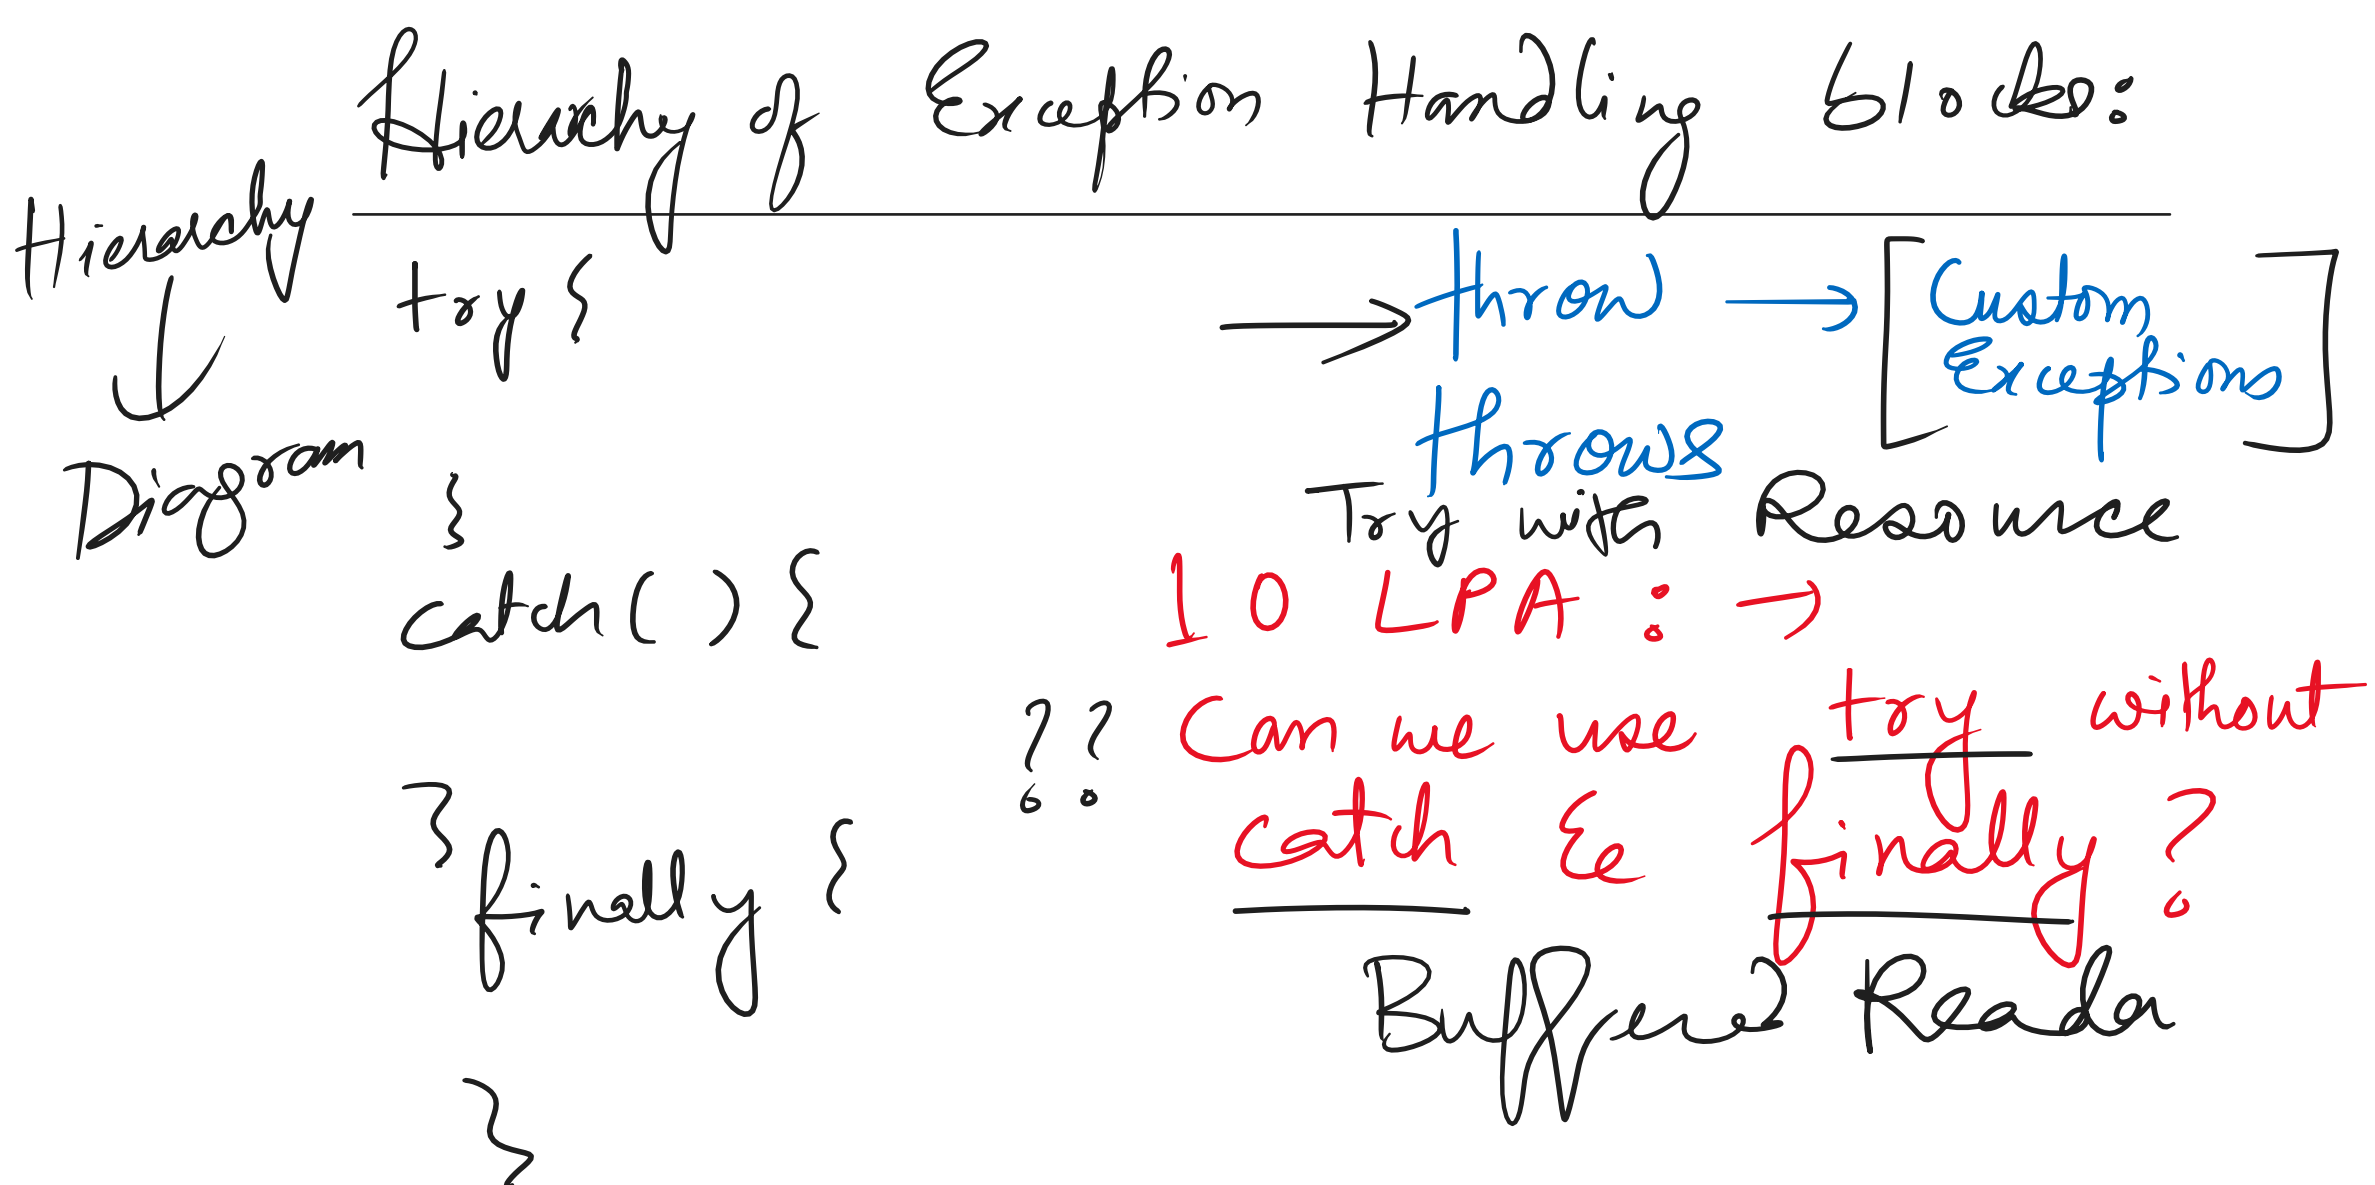 Hierarchy of Exception Handling blocks:
Hierarchy
Diagram
try {
}
catch ( ) {
}
finally {
}
throw → [Custom
Exceptions]
throws
Try with Resource
10 LPA : →
?? Can we use try without
catch & finally ?
Buffered Reader